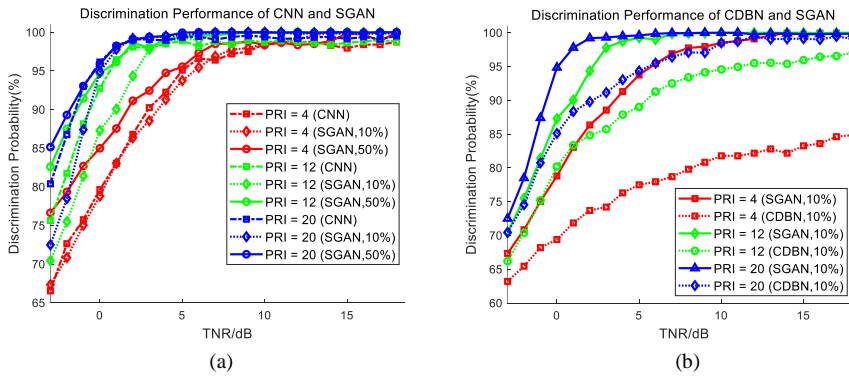 Discrimination Performance of CNN and SGAN
Discrimination Probability(%)
100
95
90
85
80
75
70
65
0
5
10
15
TNR/dB
PRI = 4 (CNN)
PRI = 4 (SGAN,10%)
PRI = 4 (SGAN,50%)
PRI = 12 (CNN)
PRI = 12 (SGAN,10%)
PRI = 12 (SGAN,50%)
PRI = 20 (CNN)
PRI = 20 (SGAN,10%)
PRI = 20 (SGAN,50%)
(a)
Discrimination Performance of CDBN and SGAN
Discrimination Probability(%)
100
95
90
85
80
75
70
65
60
0
5
10
15
TNR/dB
PRI = 4 (SGAN,10%)
PRI = 4 (CDBN,10%)
PRI = 12 (SGAN,10%)
PRI = 12 (CDBN,10%)
PRI = 20 (SGAN,10%)
PRI = 20 (CDBN,10%)
(b)